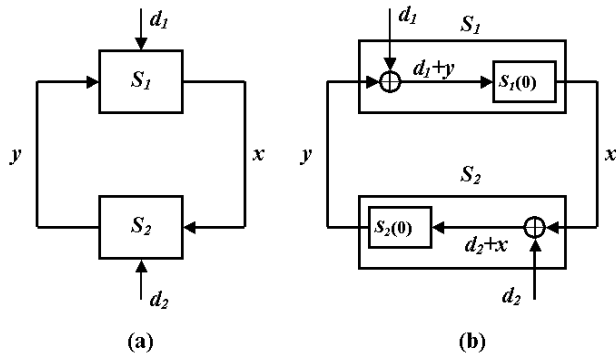 d₁
S₁
y
x
S₂
d₂
(a)
d₁
S₁
d₁+y
S₁(0)
y
x
S₂
S₂(0)
d₂+x
d₂
(b)